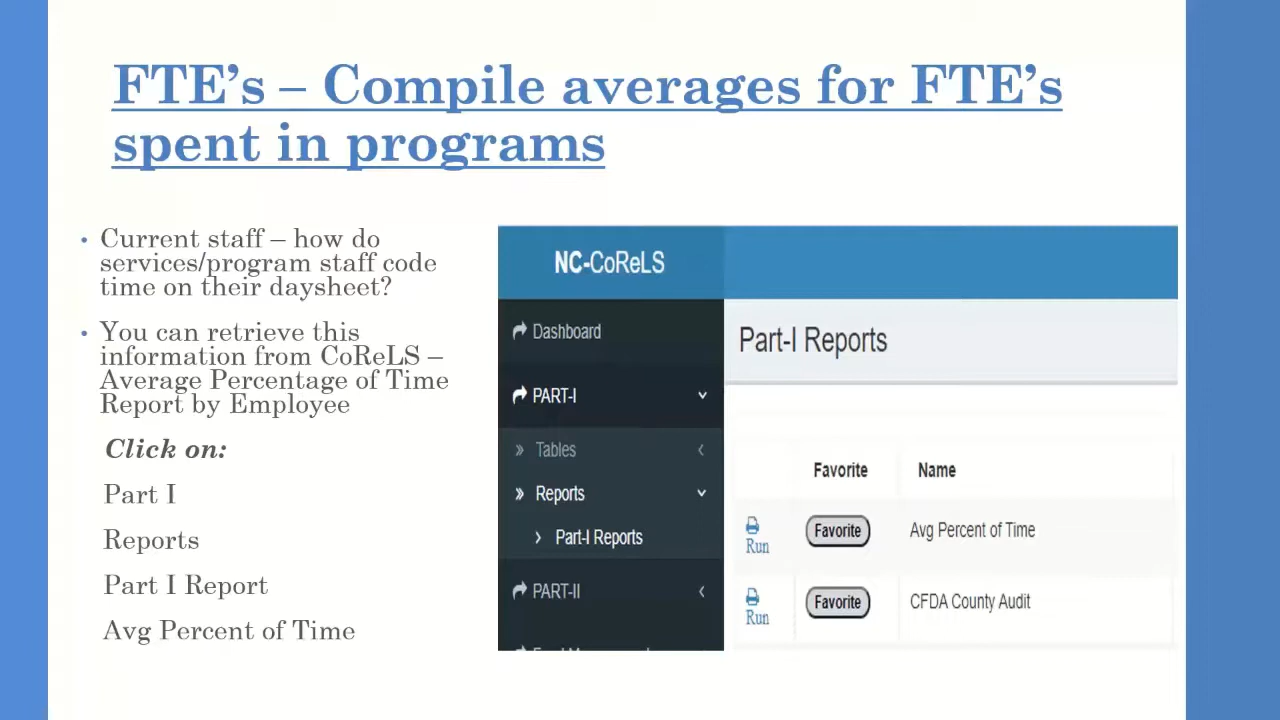 FTE’s – Compile averages for FTE’s
spent in programs
• Current staff – how do
services/program staff code
time on their daysheet?
• You can retrieve this
information from CoReLS –
Average Percentage of Time
Report by Employee
Click on:
Part I
Reports
Part I Report
Avg Percent of Time
NC-CoReLS
Dashboard
PART-I
Tables
Reports
Part-I Reports
PART-II
Part-I Reports
Favorite Name
Run Favorite Avg Percent of Time
Run Favorite CFDA County Audit